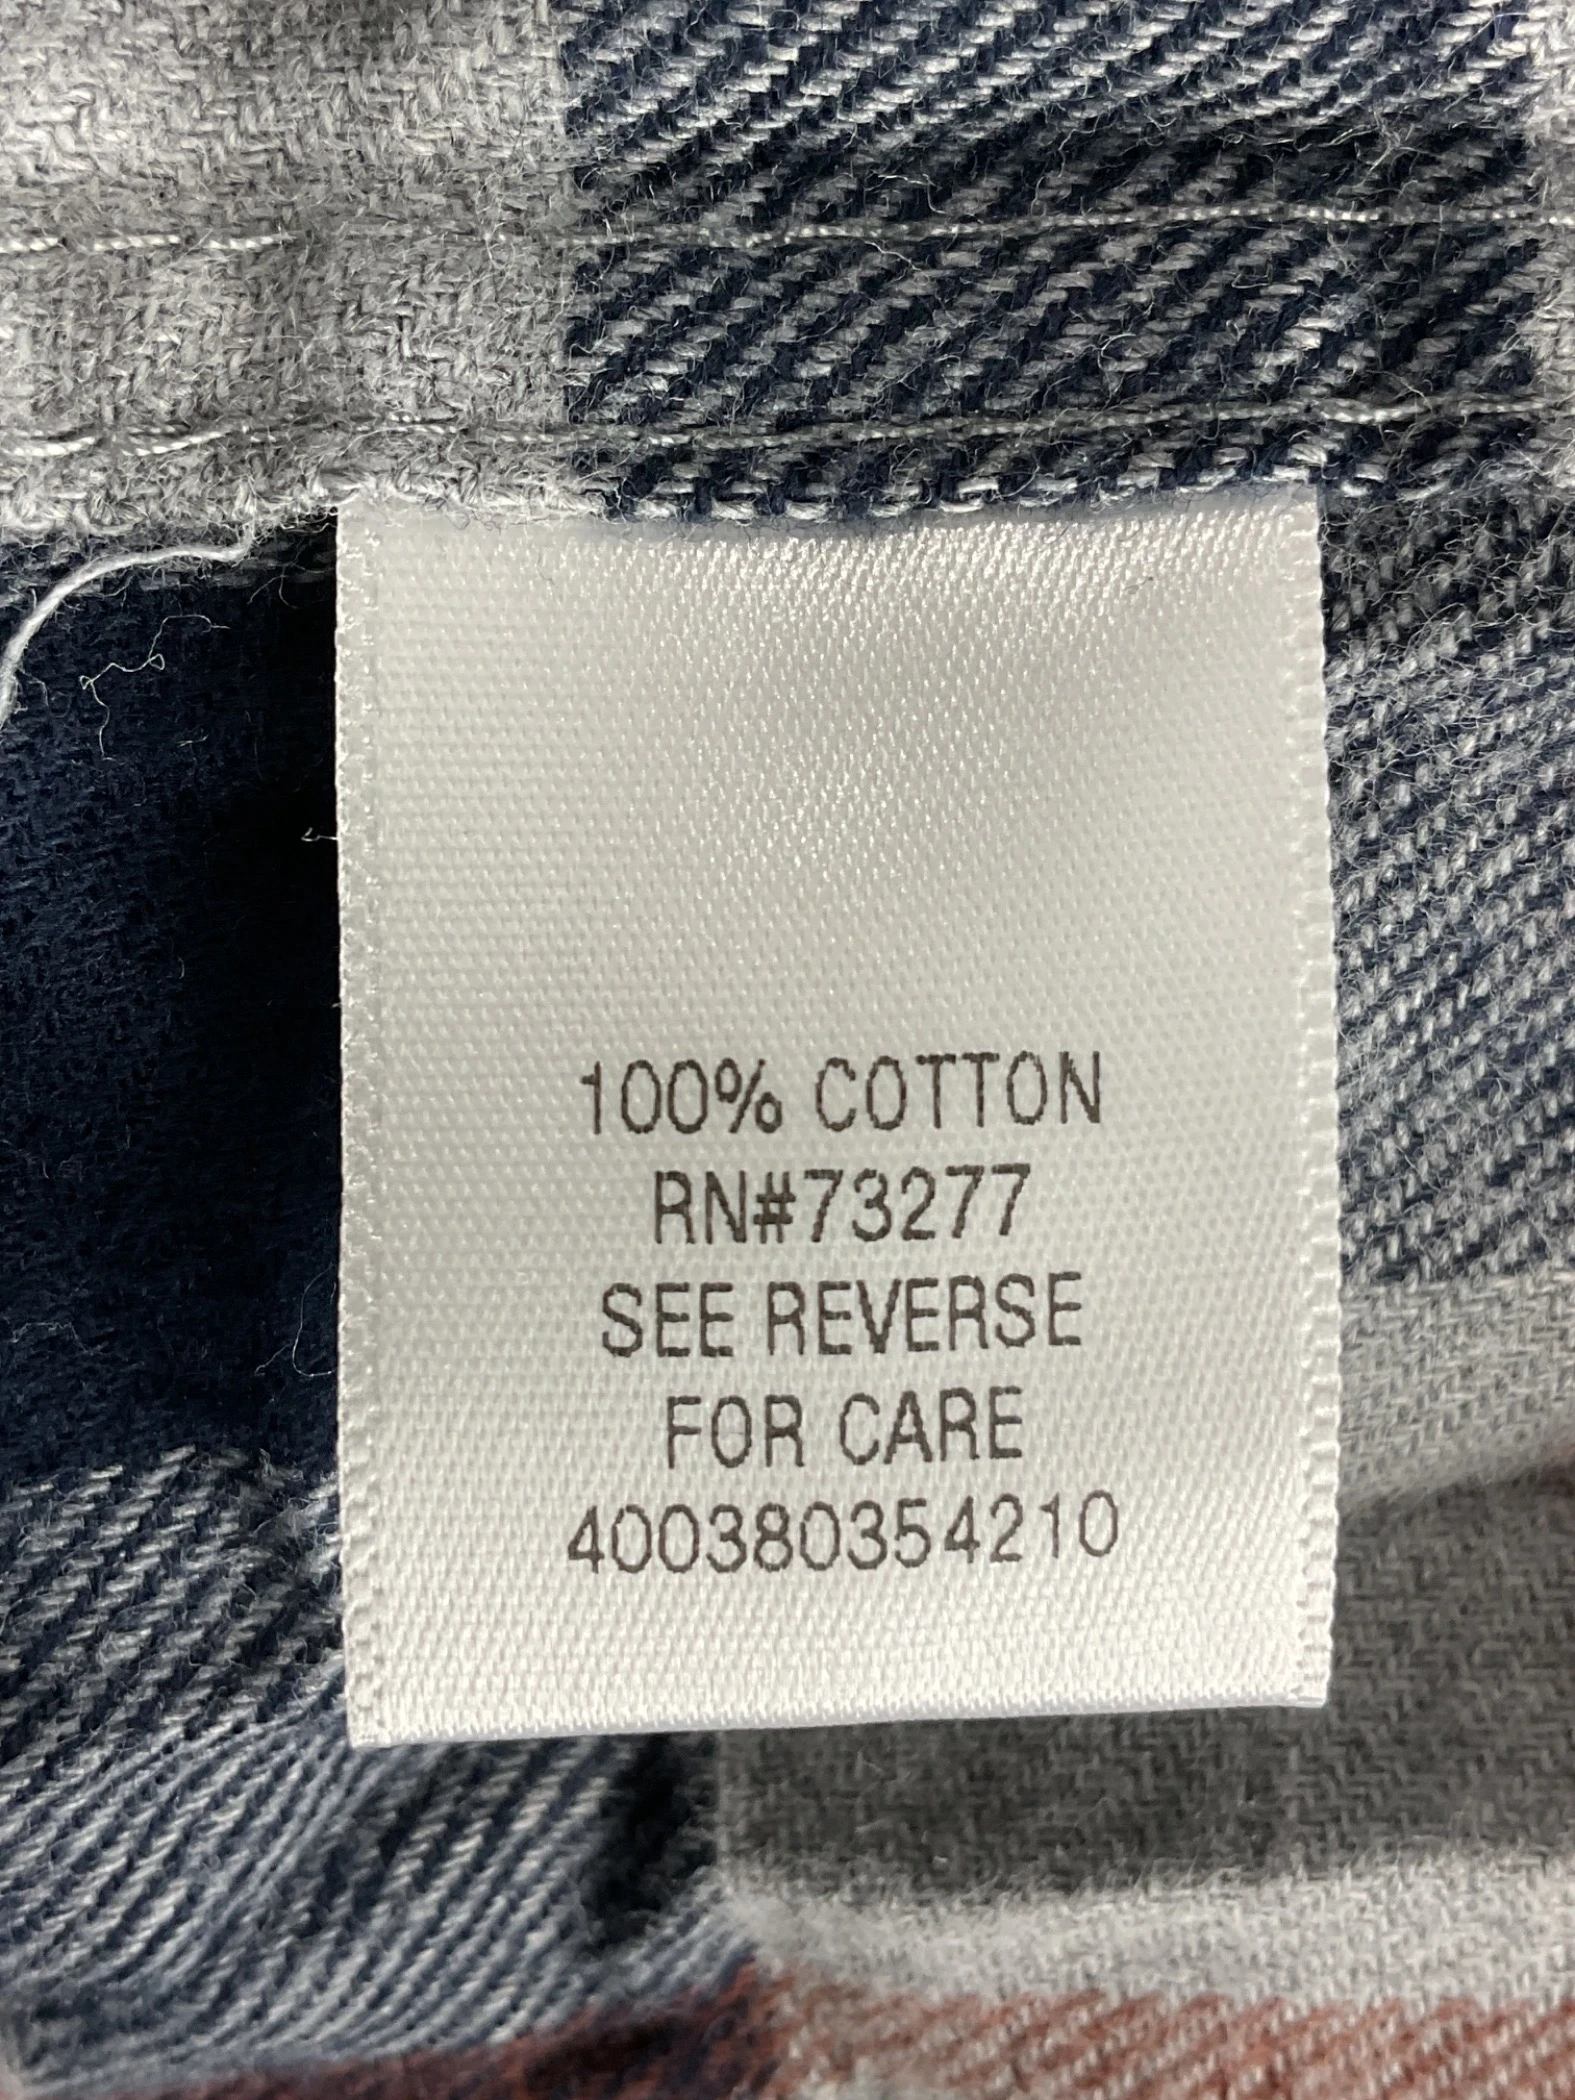 100% COTTON
RN#73277
SEE REVERSE
FOR CARE
400380354210